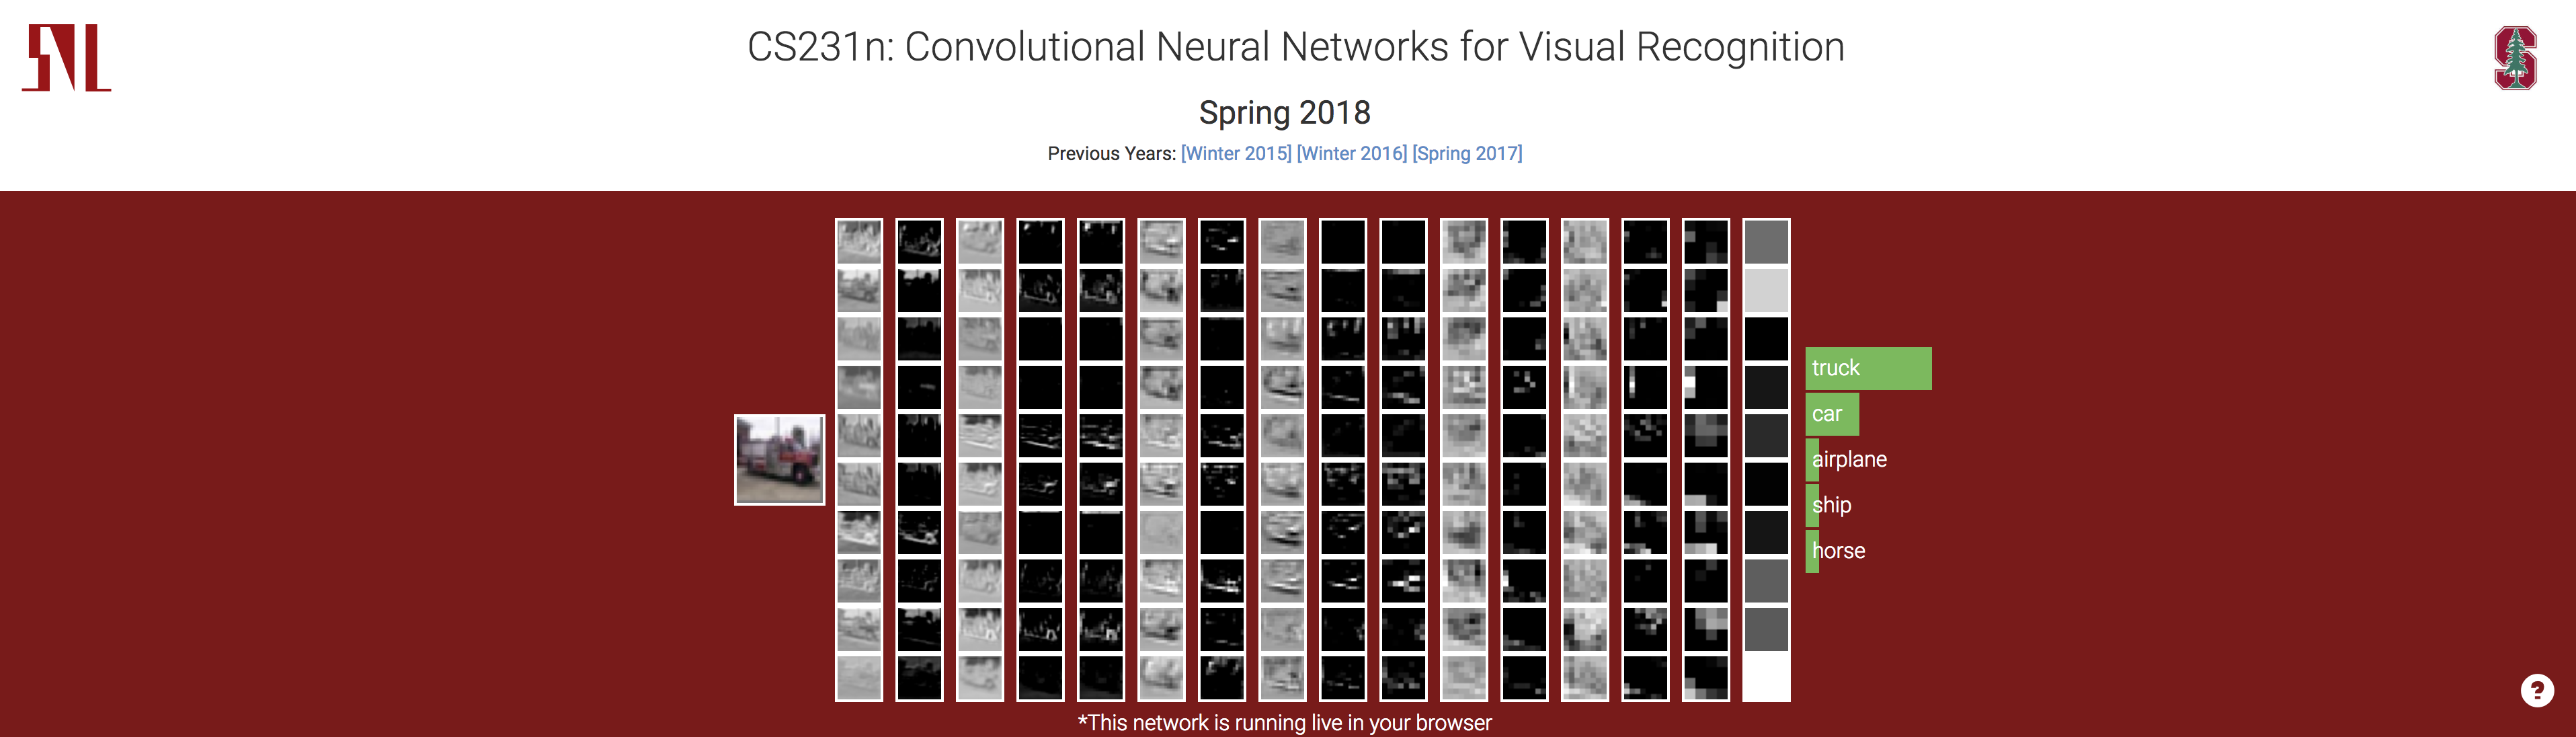 CS231n: Convolutional Neural Networks for Visual Recognition
Spring 2018
Previous Years: [Winter 2015] [Winter 2016] [Spring 2017]
truck
car
airplane
ship
horse
*This network is running live in your browser
?